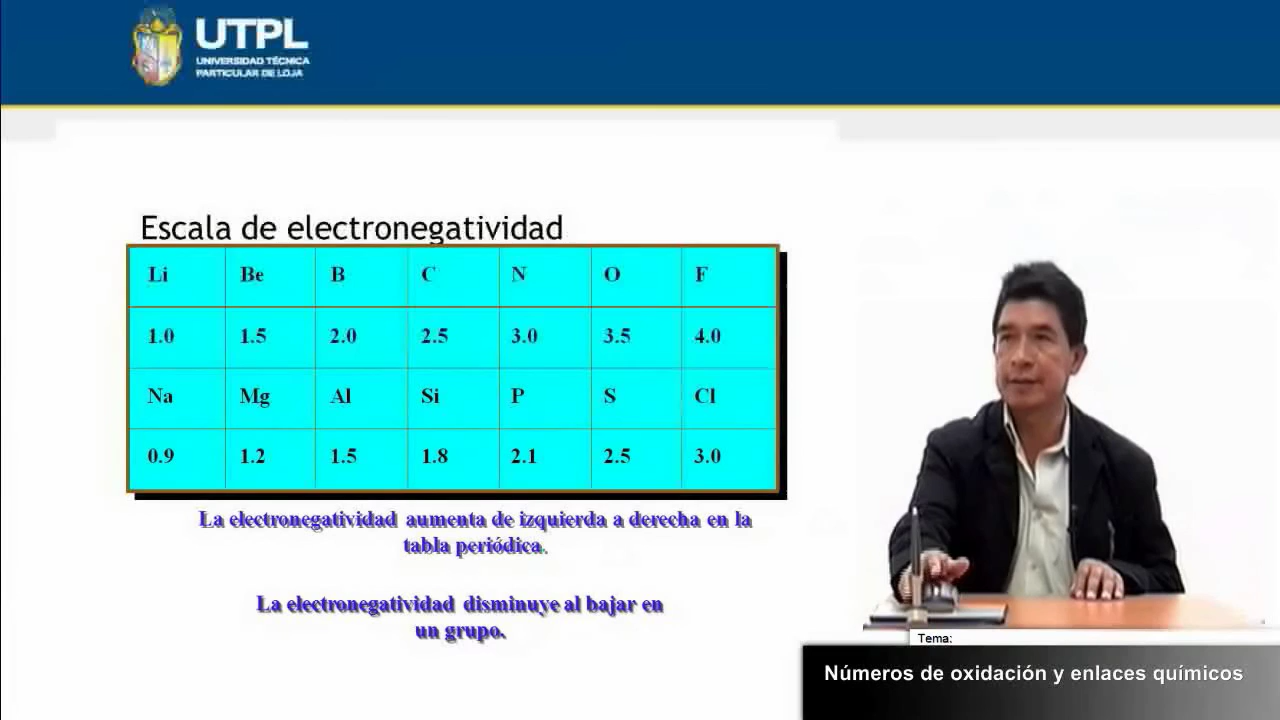 UTPL
UNIVERSIDAD TÉCNICA
PARTICULAR DE LOJA
Escala de electronegatividad
Li Be B C N O F
1.0 1.5 2.0 2.5 3.0 3.5 4.0
Na Mg Al Si P S Cl
0.9 1.2 1.5 1.8 2.1 2.5 3.0
La electronegatividad aumenta de izquierda a derecha en la
tabla periódica.
La electronegatividad disminuye al bajar en
un grupo.
Tema:
Números de oxidación y enlaces químicos